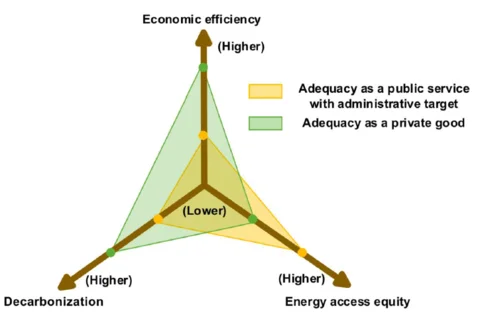 Economic efficiency
(Higher)
Adequacy as a public service
with administrative target
Adequacy as a private good
(Lower)
(Higher)
(Higher)
Decarbonization
Energy access equity